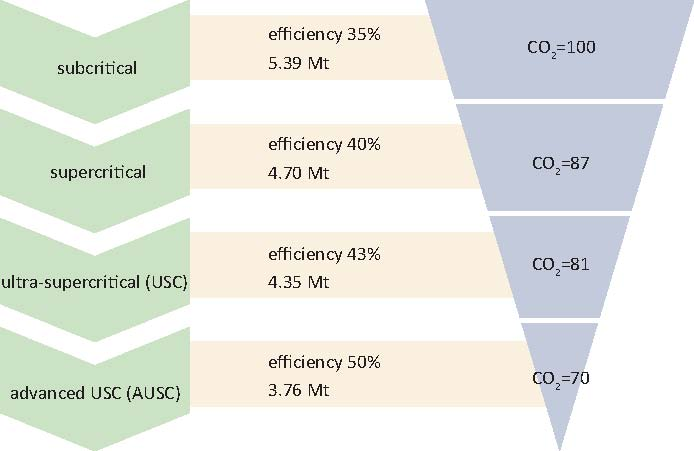 subcritical
efficiency 35%
5.39 Mt
CO₂=100
supercritical
efficiency 40%
4.70 Mt
CO₂=87
ultra-supercritical (USC)
efficiency 43%
4.35 Mt
CO₂=81
advanced USC (AUSC)
efficiency 50%
3.76 Mt
CO₂=70